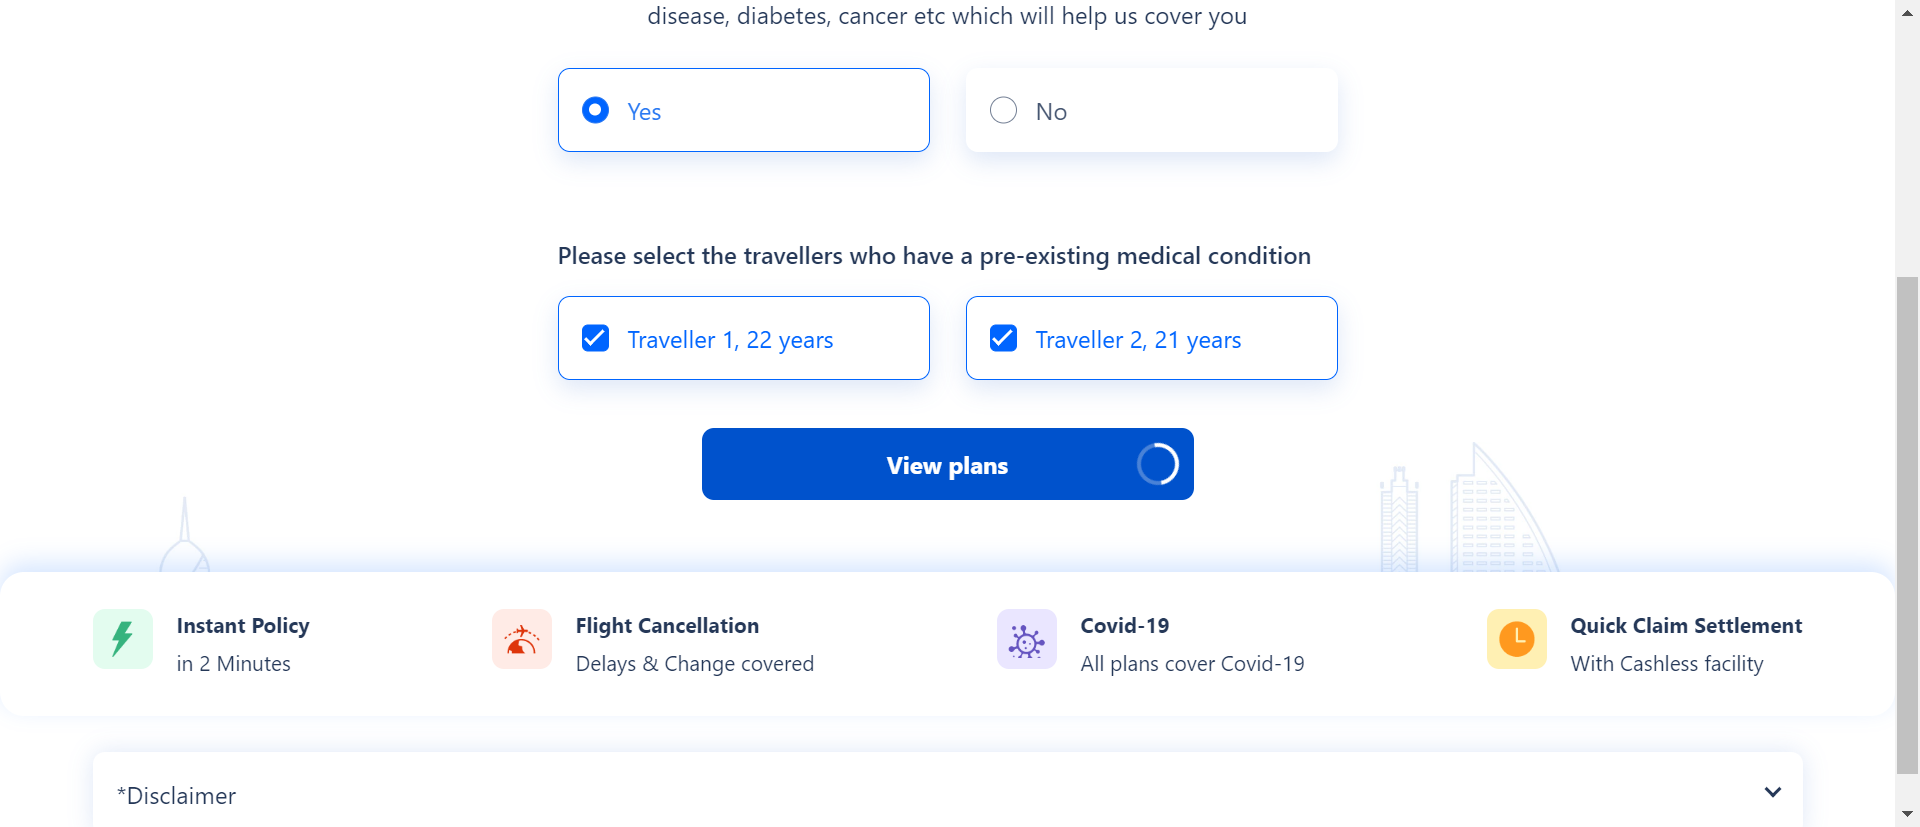 disease, diabetes, cancer etc which will help us cover you
Yes
No
Please select the travellers who have a pre-existing medical condition
Traveller 1, 22 years
Traveller 2, 21 years
View plans
Instant Policy
in 2 Minutes
Flight Cancellation
Delays & Change covered
Covid-19
All plans cover Covid-19
Quick Claim Settlement
With Cashless facility
*Disclaimer